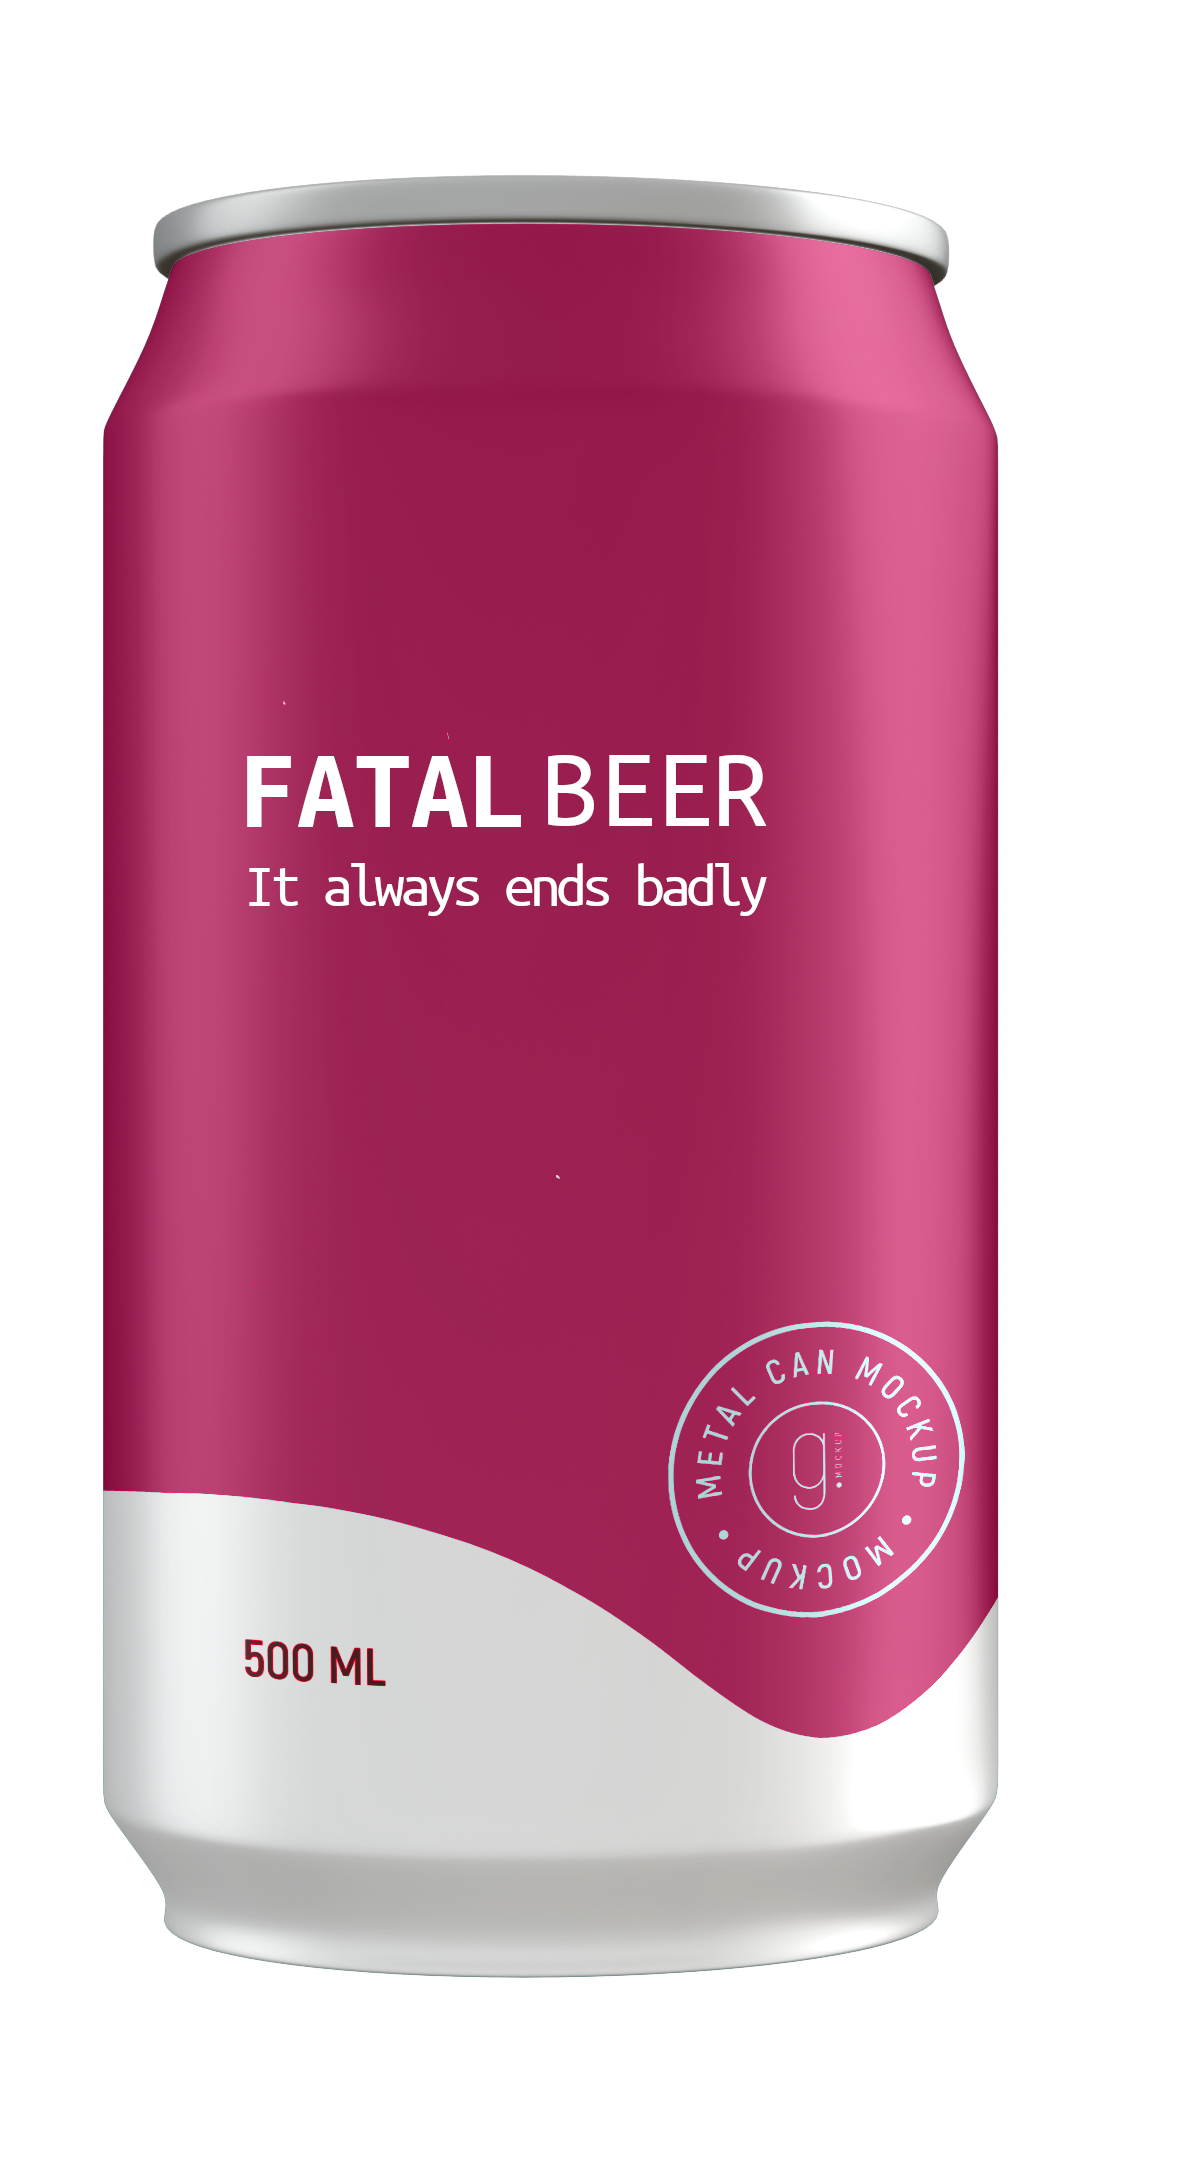 FATAL BEER
It always ends badly
METAL CAN MOCKUP • MOCKUP •
g
•MOCKUP
500 ML